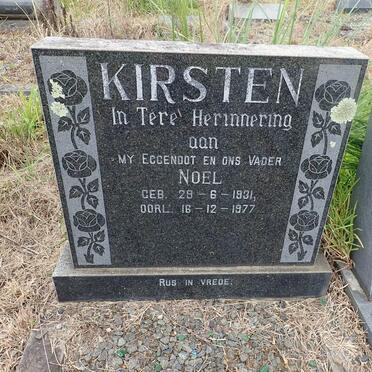 KIRSTEN
In Tere Herinnering
aan
MY EGGENOOT EN ONS VADER
NOEL
GEB. 29-6-1931,
OORL. 16-12-1977
RUS IN VREDE.